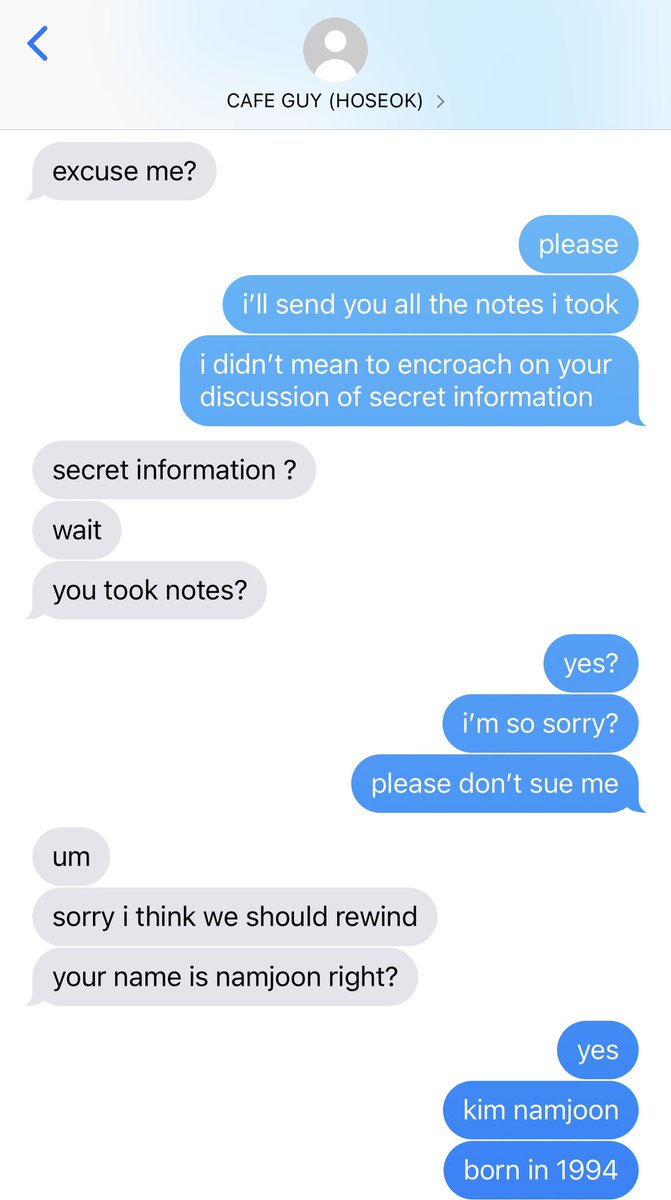 CAFE GUY (HOSEOK)
excuse me?
please
i’ll send you all the notes i took
i didn’t mean to encroach on your
discussion of secret information
secret information ?
wait
you took notes?
yes?
i’m so sorry?
please don’t sue me
um
sorry i think we should rewind
your name is namjoon right?
yes
kim namjoon
born in 1994